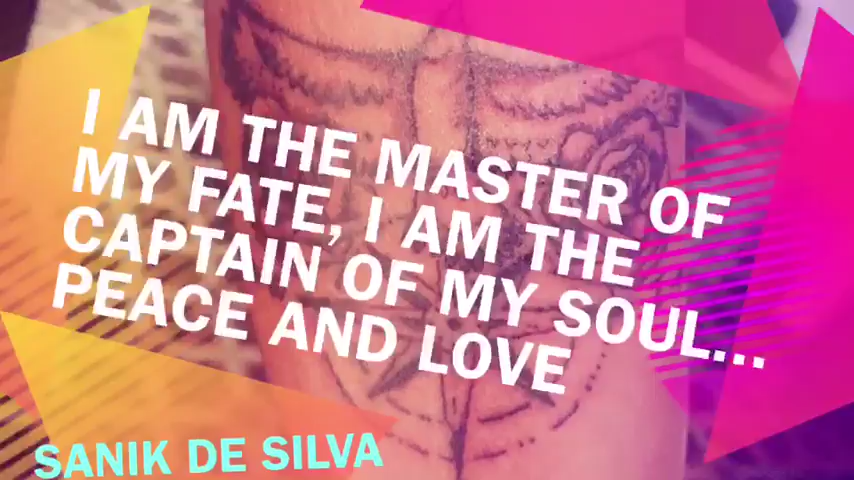 I AM THE MASTER OF
MY FATE, I AM THE
CAPTAIN OF MY SOUL...
PEACE AND LOVE
SANIK DE SILVA